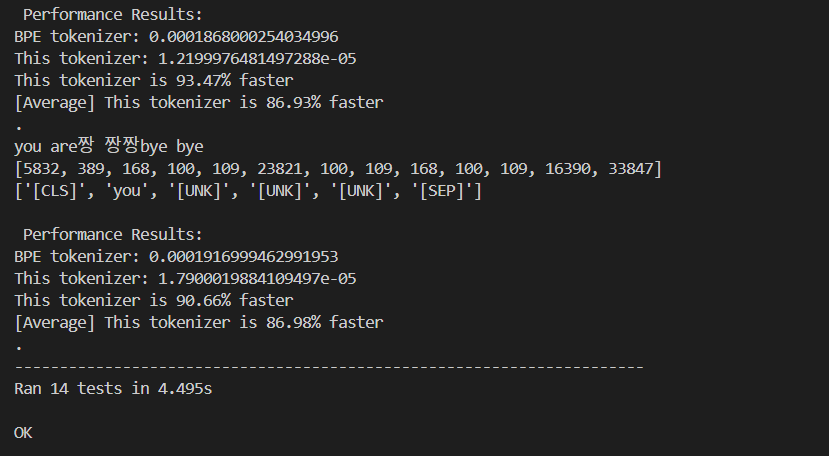 Performance Results:
BPE tokenizer: 0.0001868000254034996
This tokenizer: 1.2199976481497288e-05
This tokenizer is 93.47% faster
[Average] This tokenizer is 86.93% faster
.
you are짱 짱짱bye bye
[5832, 389, 168, 100, 109, 23821, 100, 109, 168, 100, 109, 16390, 33847]
['[CLS]', 'you', '[UNK]', '[UNK]', '[UNK]', '[SEP]']
Performance Results:
BPE tokenizer: 0.0001916999462991953
This tokenizer: 1.7900019884109497e-05
This tokenizer is 90.66% faster
[Average] This tokenizer is 86.98% faster
.
----------------------------------------------------------------------
Ran 14 tests in 4.495s
OK